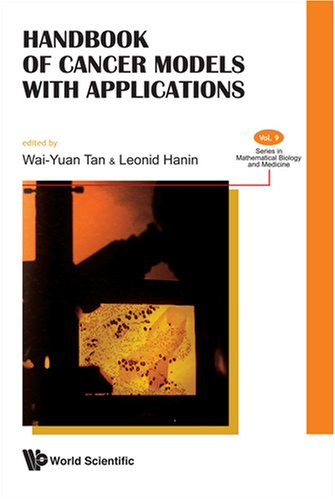 HANDBOOK
OF CANCER MODELS
WITH APPLICATIONS
edited by
Wai-Yuan Tan & Leonid Hanin
Vol. 9
Series in
Mathematical Biology
and Medicine
World Scientific